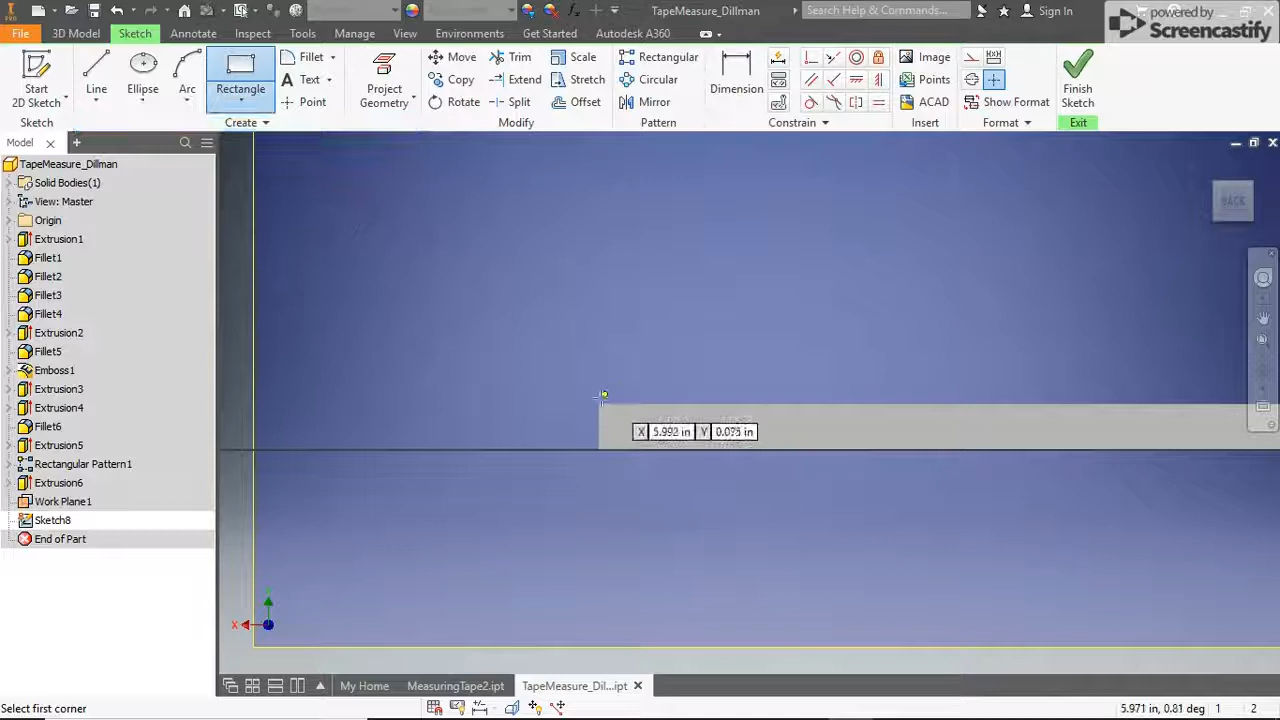 TapeMeasure_Dillman
Search Help & Commands...
Sign In
powered by
Screencastify
PRO
File
3D Model
Sketch
Annotate
Inspect
Tools
Manage
View
Environments
Get Started
Autodesk A360
Start
2D Sketch
Line
Ellipse
Arc
Rectangle
Fillet
Text
Point
Project
Geometry
Move
Copy
Rotate
Trim
Extend
Split
Scale
Stretch
Offset
Rectangular
Circular
Mirror
Dimension
Image
Points
ACAD
Show Format
Finish
Sketch
Sketch
Create
Modify
Pattern
Constrain
Insert
Format
Exit
Model
TapeMeasure_Dillman
Solid Bodies(1)
View: Master
Origin
Extrusion1
Fillet1
Fillet2
Fillet3
Fillet4
Extrusion2
Fillet5
Emboss1
Extrusion3
Extrusion4
Fillet6
Extrusion5
Rectangular Pattern1
Extrusion6
Work Plane1
Sketch8
End of Part
BACK
X 5.992 in Y 0.075 in
X
My Home
MeasuringTape2.ipt
TapeMeasure_Dil...ipt
Select first corner
5.971 in, 0.81 deg 1 2